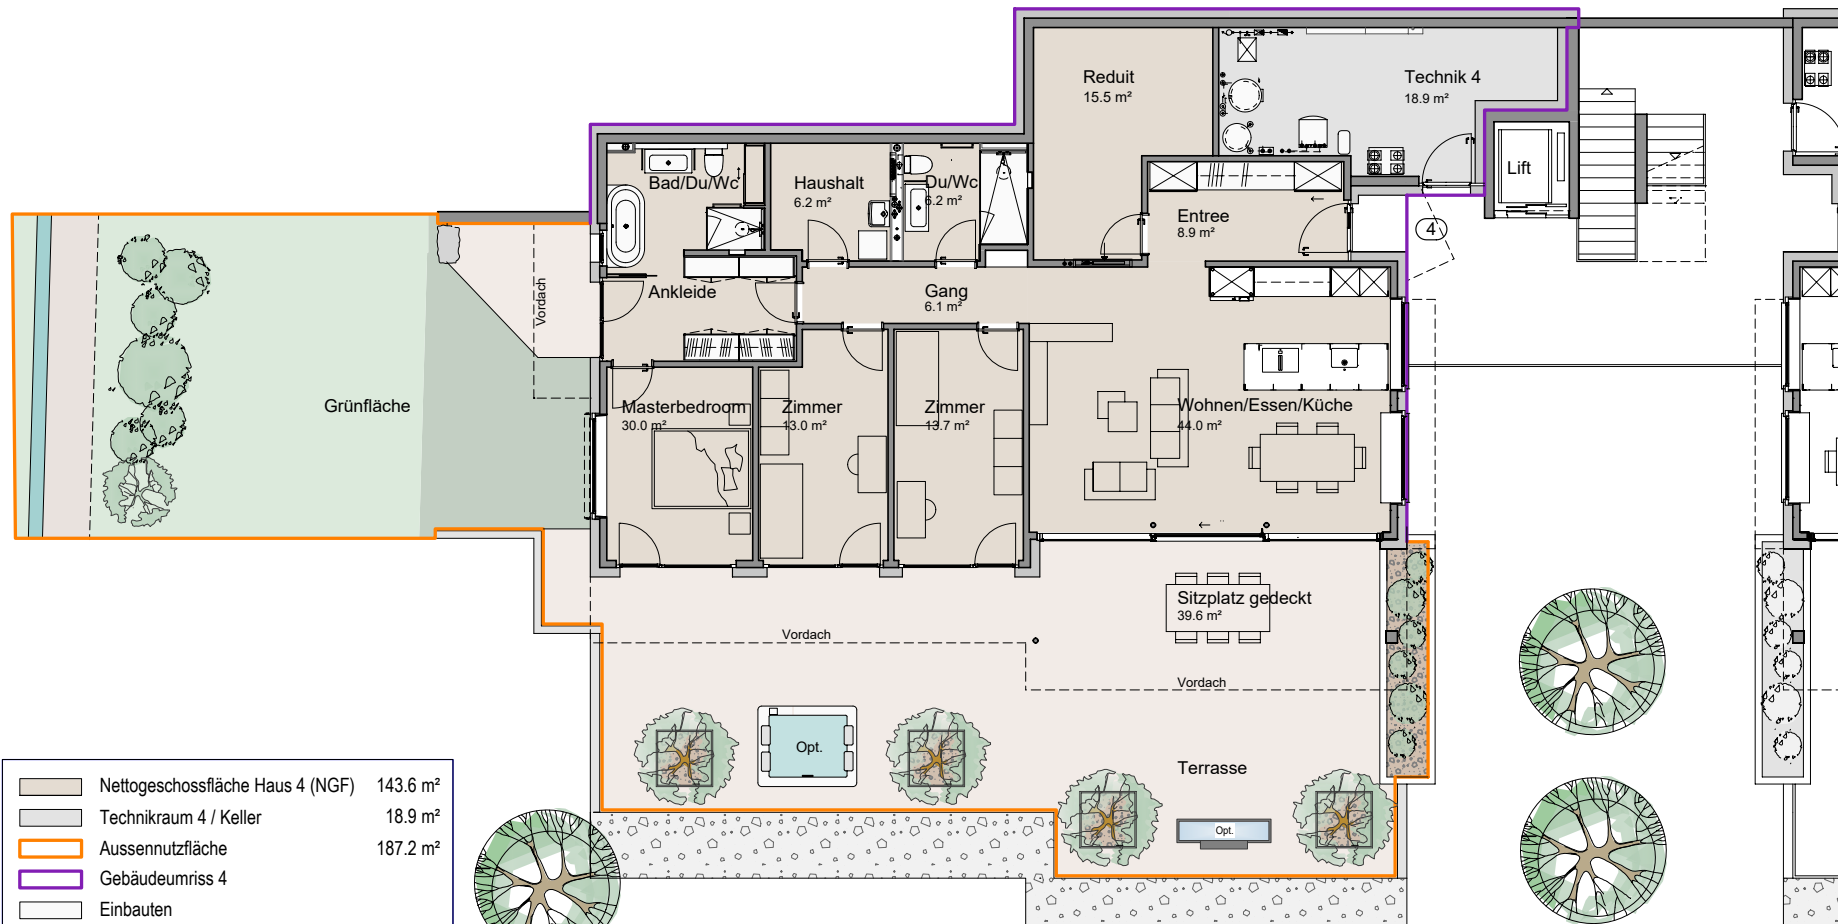 Reduit
15.5 m²
Technik 4
18.9 m²
Bad/Du/Wc
Haushalt
6.2 m²
Du/Wc
6.2 m²
Lift
Entree
8.9 m²
4
Vordach
Ankleide
Gang
6.1 m²
Grünfläche
Masterbedroom
30.0 m²
Zimmer
13.0 m²
Zimmer
13.7 m²
Wohnen/Essen/Küche
44.0 m²
Sitzplatz gedeckt
39.6 m²
Vordach
Vordach
Opt.
Terrasse
Opt.
Nettogeschossfläche Haus 4 (NGF) 143.6 m²
Technikraum 4 / Keller 18.9 m²
Aussennutzfläche 187.2 m²
Gebäudeumriss 4
Einbauten